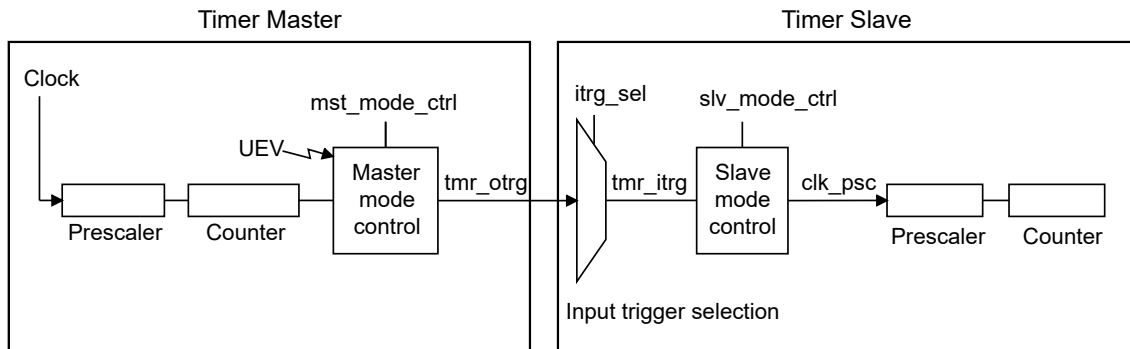 Timer Master
Timer Slave
Clock
mst_mode_ctrl
itrg_sel
slv_mode_ctrl
UEV
Master
mode
control
tmr_otrg
tmr_itrg
Slave
mode
control
clk_psc
Prescaler
Counter
Prescaler
Counter
Input trigger selection